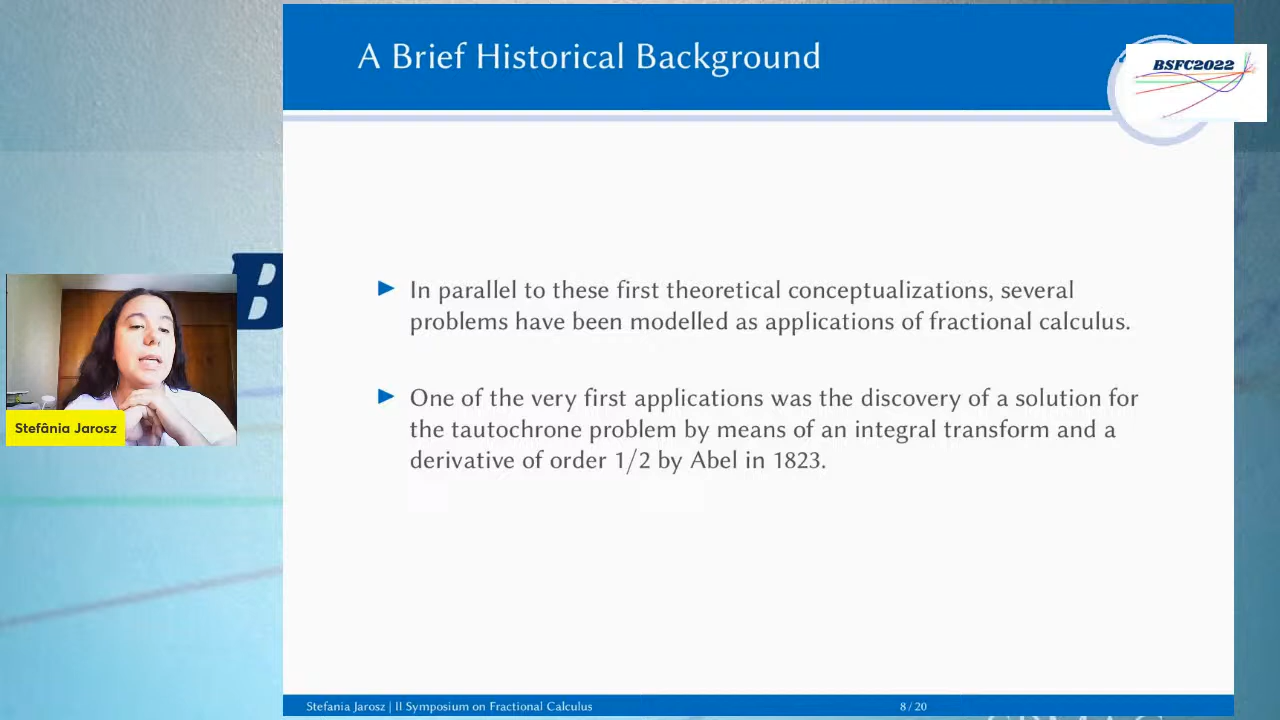 A Brief Historical Background
BSFC2022
In parallel to these first theoretical conceptualizations, several
problems have been modelled as applications of fractional calculus.
One of the very first applications was the discovery of a solution for
the tautochrone problem by means of an integral transform and a
derivative of order 1/2 by Abel in 1823.
B
Stefânia Jarosz
Stefania Jarosz | II Symposium on Fractional Calculus
8 / 20